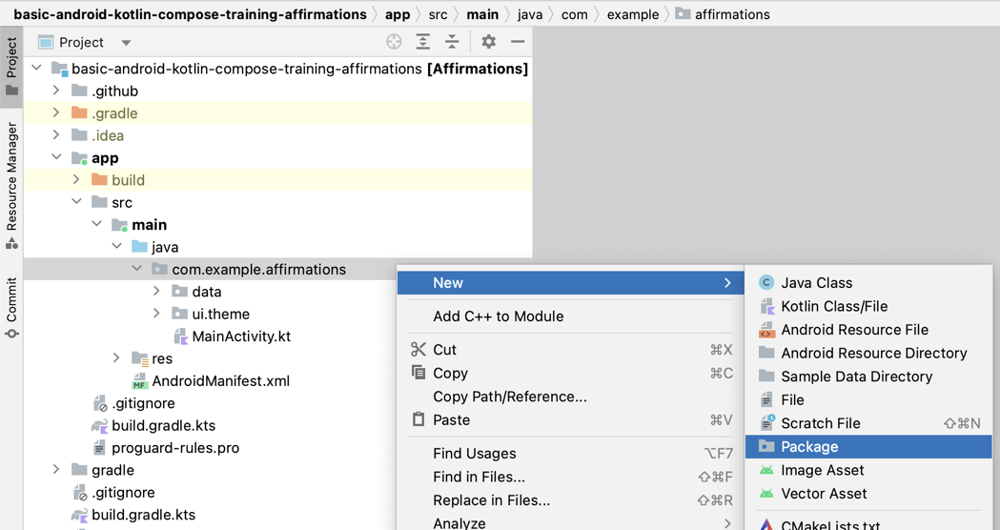 basic-android-kotlin-compose-training-affirmations app src main java com example affirmations
Project
Project
Resource Manager
Commit
basic-android-kotlin-compose-training-affirmations [Affirmations]
.github
.gradle
.idea
app
build
src
main
java
com.example.affirmations
data
ui.theme
MainActivity.kt
res
MF AndroidManifest.xml
.gitignore
build.gradle.kts
proguard-rules.pro
gradle
.gitignore
build.gradle.kts
New
Add C++ to Module
Cut ⌘X
Copy ⌘C
Copy Path/Reference...
Paste ⌘V
Find Usages ⌥F7
Find in Files... ⇧⌘F
Replace in Files... ⇧⌘R
Analyze
C Java Class
Kotlin Class/File
Android Resource File
Android Resource Directory
Sample Data Directory
File
Scratch File ⇧⌘N
Package
Image Asset
Vector Asset
CMakeLists.txt